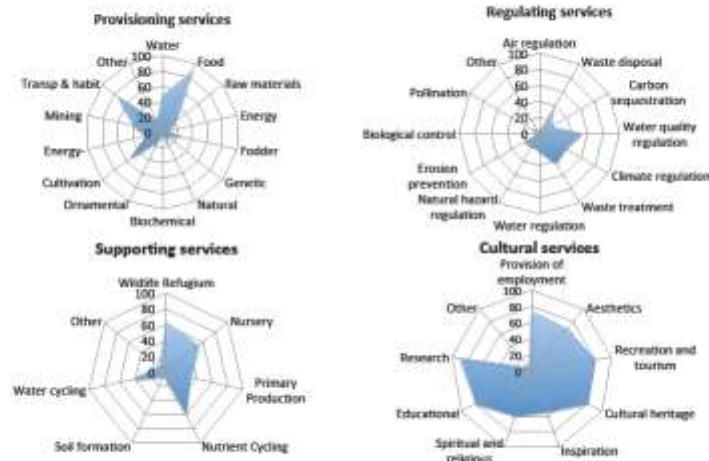 Provisioning services
Water
Other
Food
Transp & habit
Raw materials
Mining
Energy
Energy
Fodder
Cultivation
Genetic
Ornamental
Natural
Biochemical
100
80
60
40
20
0
Regulating services
Air regulation
Other
Waste disposal
Pollination
Carbon
sequestration
Biological control
Water quality
regulation
Erosion
prevention
Climate regulation
Natural hazard
regulation
Waste treatment
Water regulation
100
80
60
40
20
0
Supporting services
Wildlife Refugium
Other
Nursery
Water cycling
Primary
Production
Soil formation
Nutrient Cycling
100
80
60
40
20
0
Cultural services
Provision of
employment
Other
Aesthetics
Research
Recreation and
tourism
Educational
Cultural heritage
Spiritual and
religious
Inspiration
100
80
60
40
20
0